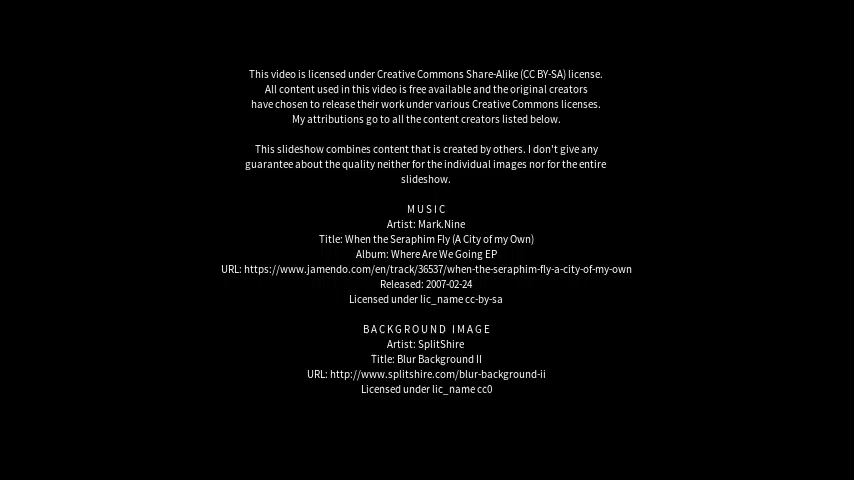 This video is licensed under Creative Commons Share-Alike (CC BY-SA) license.
All content used in this video is free available and the original creators
have chosen to release their work under various Creative Commons licenses.
My attributions go to all the content creators listed below.
This slideshow combines content that is created by others. I don't give any
guarantee about the quality neither for the individual images nor for the entire
slideshow.
MUSIC
Artist: Mark.Nine
Title: When the Seraphim Fly (A City of my Own)
Album: Where Are We Going EP
URL: https://www.jamendo.com/en/track/36537/when-the-seraphim-fly-a-city-of-my-own
Released: 2007-02-24
Licensed under lic_name cc-by-sa
BACKGROUND IMAGE
Artist: SplitShire
Title: Blur Background II
URL: http://www.splitshire.com/blur-background-ii
Licensed under lic_name cc0